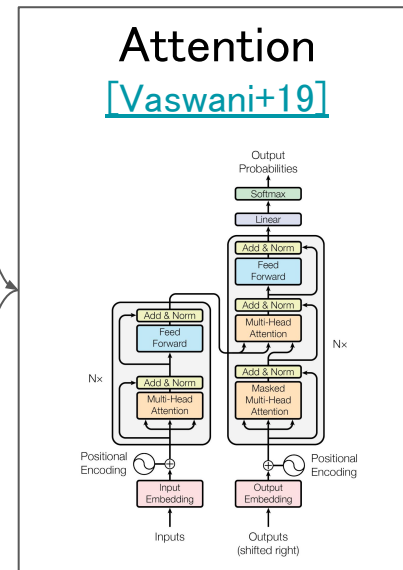 Attention
[Vaswani+19]
Output
Probabilities
Softmax
Linear
Add & Norm
Feed
Forward
Add & Norm
Multi-Head
Attention
Add & Norm
Masked
Multi-Head
Attention
N×
Positional
Encoding
Output
Embedding
Outputs
(shifted right)
Add & Norm
Feed
Forward
Add & Norm
Multi-Head
Attention
N×
Positional
Encoding
Input
Embedding
Inputs